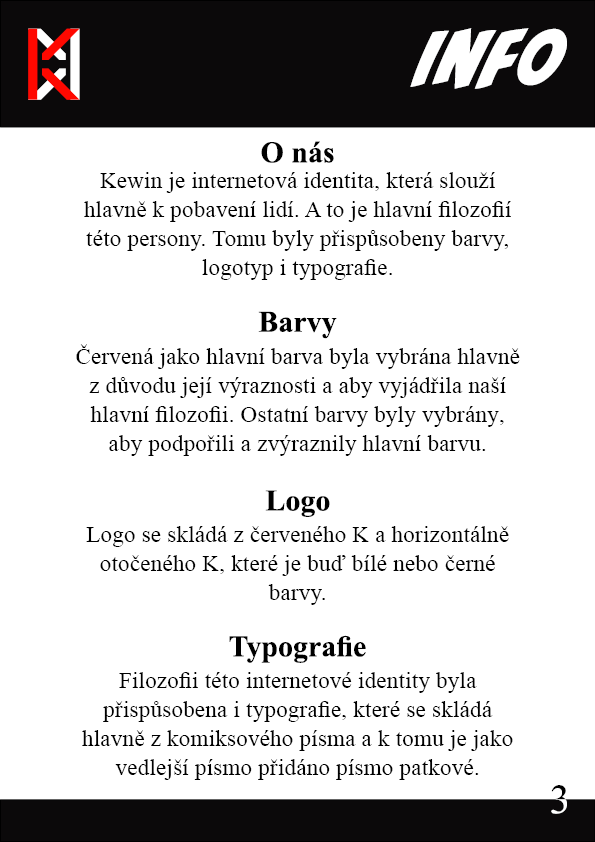 INFO
O nás
Kewin je internetová identita, která slouží
hlavně k pobavení lidí. A to je hlavní filozofií
této persony. Tomu byly přispůsobeny barvy,
logotyp i typografie.
Barvy
Červená jako hlavní barva byla vybrána hlavně
z důvodu její výraznosti a aby vyjádřila naší
hlavní filozofii. Ostatní barvy byly vybrány,
aby podpořili a zvýraznily hlavní barvu.
Logo
Logo se skládá z červeného K a horizontálně
otočeného K, které je buď bílé nebo černé
barvy.
Typografie
Filozofii této internetové identity byla
přispůsobena i typografie, které se skládá
hlavně z komiksového písma a k tomu je jako
vedlejší písmo přidáno písmo patkové.
3